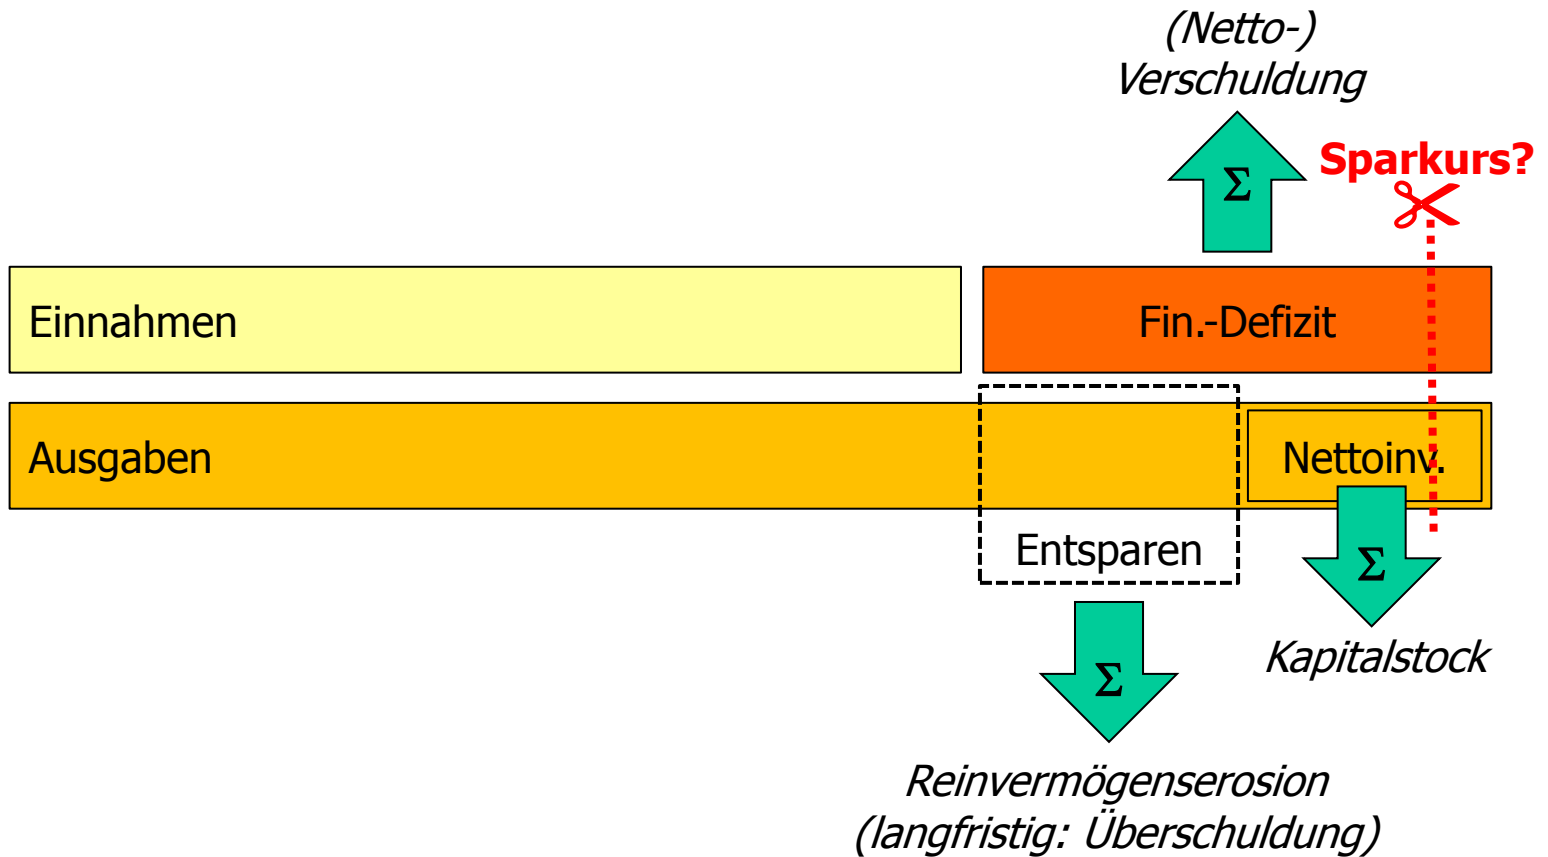 (Netto-)
Verschuldung
Sparkurs?
Σ
Einnahmen
Fin.-Defizit
Ausgaben
Nettoinv.
Entsparen
Σ
Kapitalstock
Σ
Reinvermögenserosion
(langfristig: Überschuldung)